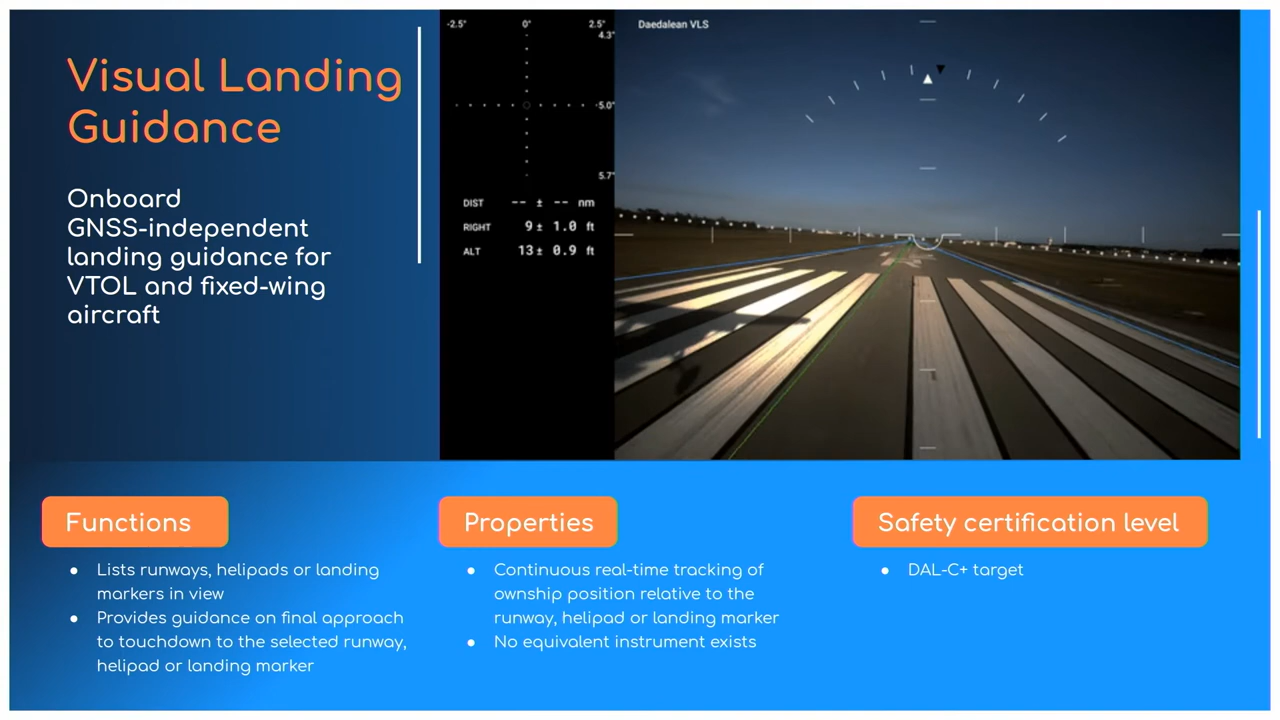 Visual Landing
Guidance
Onboard
GNSS-independent
landing guidance for
VTOL and fixed-wing
aircraft
-2.5° 0° 2.5°
4.3°
-5.0°
5.7°
DIST -- ± -- nm
RIGHT 9 ± 1.0 ft
ALT 13 ± 0.9 ft
Daedalean VLS
Functions
● Lists runways, helipads or landing
markers in view
● Provides guidance on final approach
to touchdown to the selected runway,
helipad or landing marker
Properties
● Continuous real-time tracking of
ownship position relative to the
runway, helipad or landing marker
● No equivalent instrument exists
Safety certification level
● DAL-C+ target